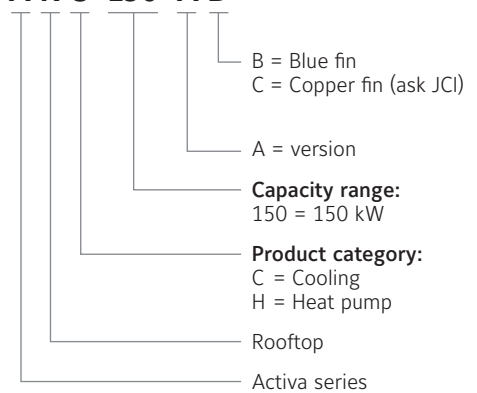 B = Blue fin
C = Copper fin (ask JCI)
A = version
Capacity range:
150 = 150 kW
Product category:
C = Cooling
H = Heat pump
Rooftop
Activa series